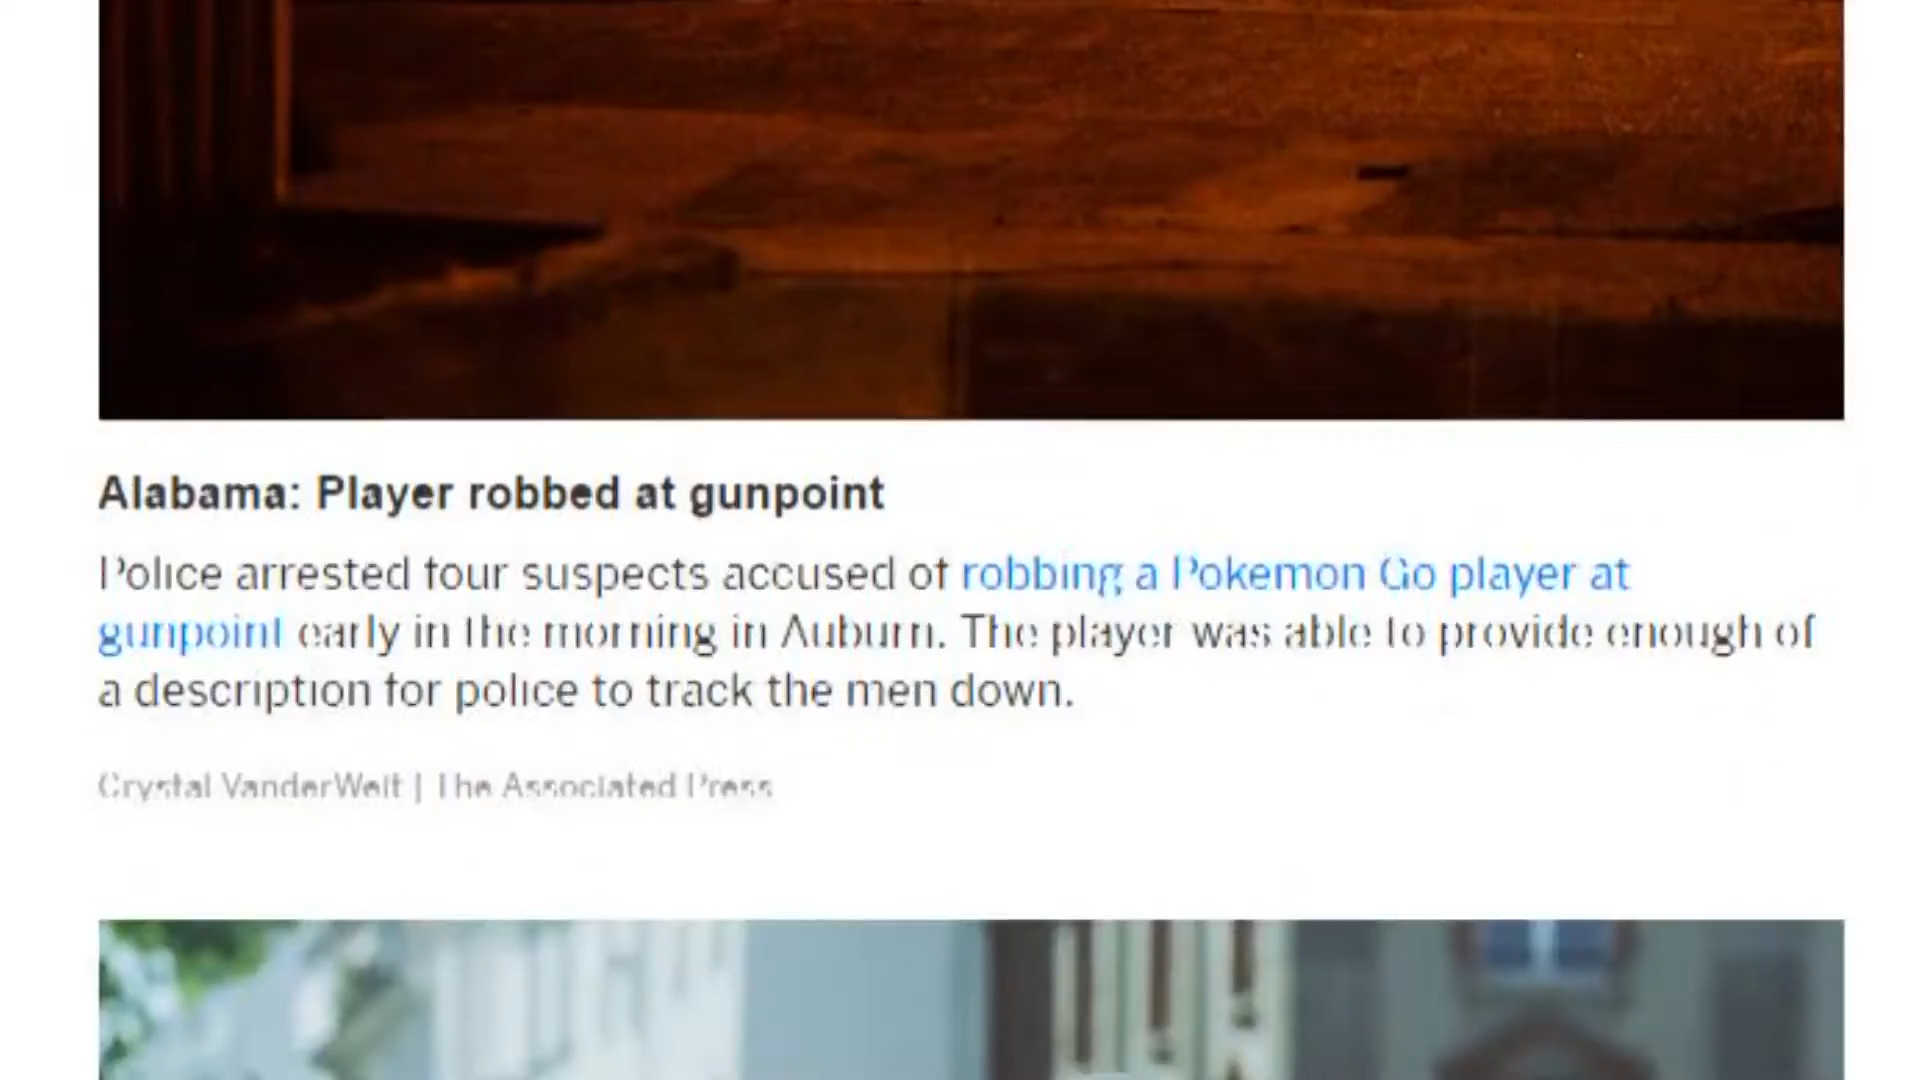 Alabama: Player robbed at gunpoint
Police arrested four suspects accused of robbing a Pokemon Go player at
gunpoint early in the morning in Auburn. The player was able to provide enough of
a description for police to track the men down.
Crystal VanderWeit | The Associated Press